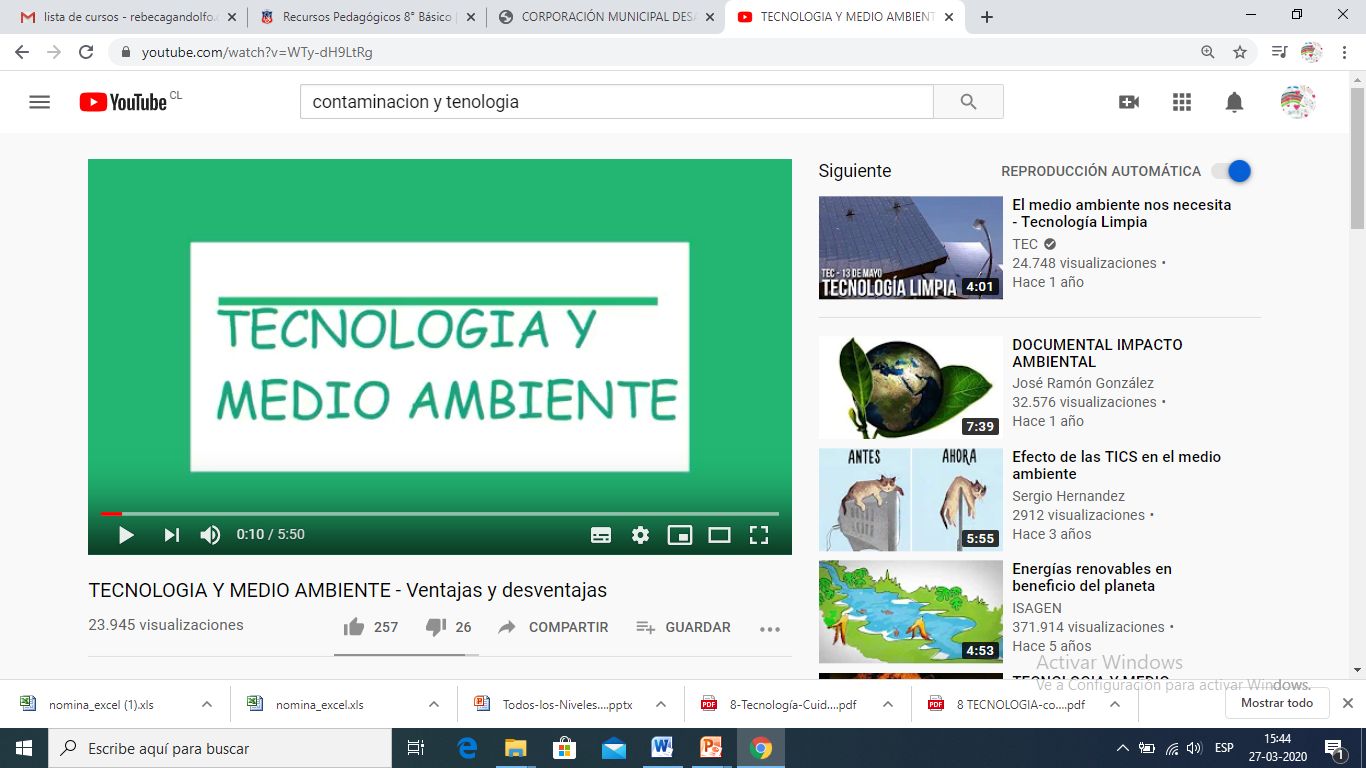 lista de cursos - rebecagandolfo.c
Recursos Pedagógicos 8° Básico
CORPORACIÓN MUNICIPAL DESA
TECNOLOGIA Y MEDIO AMBIENT
youtube.com/watch?v=WTy-dH9LtRg
YouTube CL
contaminacion y tenologia
TECNOLOGIA Y
MEDIO AMBIENTE
0:10 / 5:50
TECNOLOGIA Y MEDIO AMBIENTE - Ventajas y desventajas
23.945 visualizaciones
257
26
COMPARTIR
GUARDAR
Siguiente
REPRODUCCIÓN AUTOMÁTICA
TEC - 13 DE MAYO
TECNOLOGÍA LIMPIA
4:01
El medio ambiente nos necesita
- Tecnología Limpia
TEC
24.748 visualizaciones •
Hace 1 año
7:39
DOCUMENTAL IMPACTO
AMBIENTAL
José Ramón González
32.576 visualizaciones •
Hace 1 año
ANTES
AHORA
5:55
Efecto de las TICS en el medio
ambiente
Sergio Hernandez
2912 visualizaciones •
Hace 3 años
4:53
Energías renovables en
beneficio del planeta
ISAGEN
371.914 visualizaciones •
Hace 5 años
TECNOLOGIA Y MEDIO
Activar Windows
Ve a Configuración para activar Windows.
nomina_excel (1).xls
nomina_excel.xls
Todos-los-Niveles....pptx
PDF
8-Tecnología-Cuid....pdf
PDF
8 TECNOLOGIA-co....pdf
Mostrar todo
Escribe aquí para buscar
ESP
15:44
27-03-2020
1